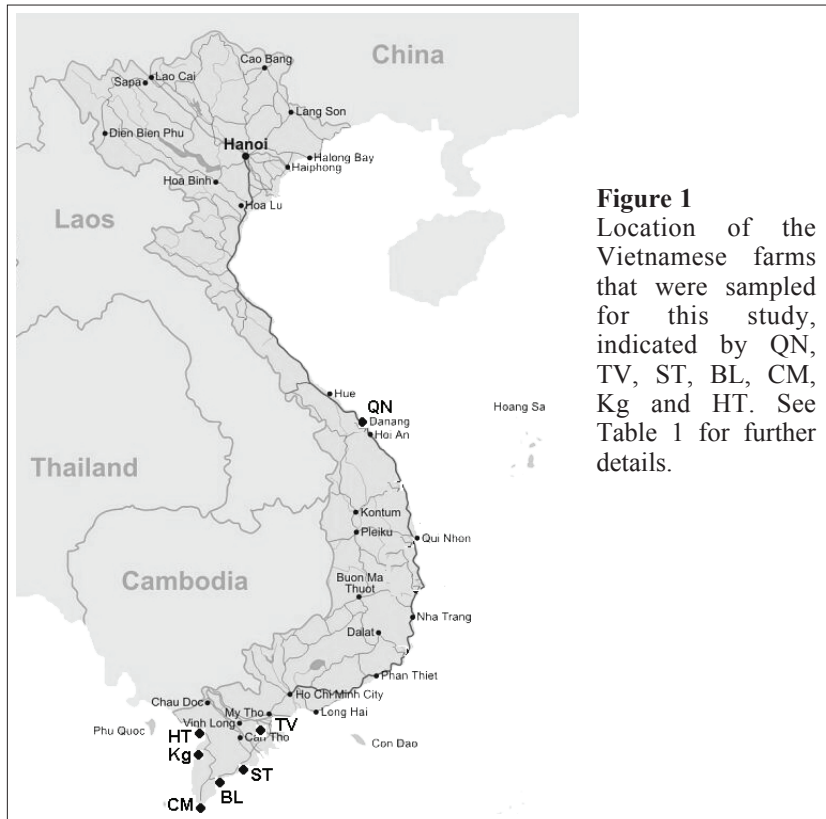 China
Cao Bang
Lao Cai
Sapa
Lang Son
Dien Bien Phu
Hanoi
Halong Bay
Haiphong
Hoa Binh
Hoa Lu
Laos
Hue
QN
Danang
Hoi An
Hoang Sa
Thailand
Kontum
Pleiku
Qui Nhon
Cambodia
Buon Ma
Thuot
Nha Trang
Dalat
Phan Thiet
Ho Chi Minh City
Chau Doc
My Tho
Long Hai
Phu Quoc
Vinh Long
TV
HT
Can Tho
Con Dao
Kg
ST
BL
CM
Figure 1
Location of the
Vietnamese farms
that were sampled
for this study,
indicated by QN,
TV, ST, BL, CM,
Kg and HT. See
Table 1 for further
details.